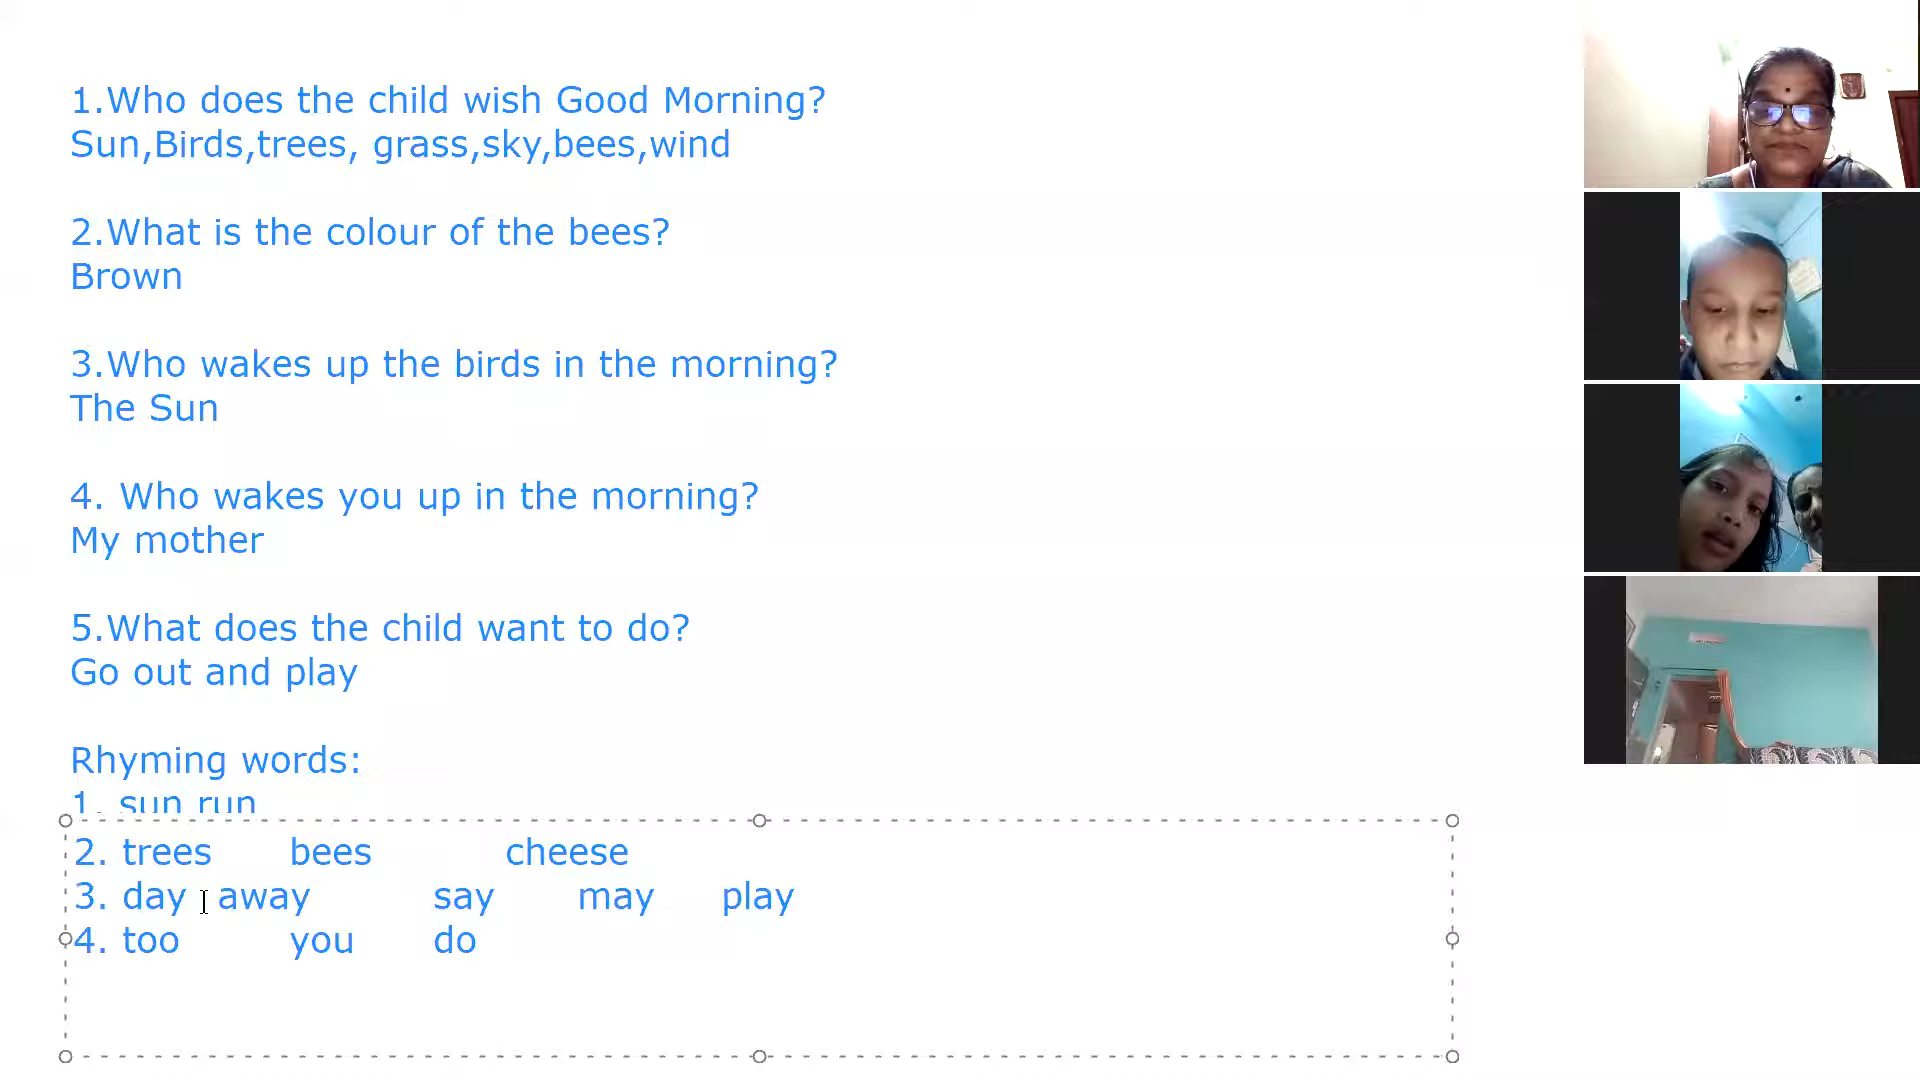 1.Who does the child wish Good Morning?
Sun,Birds,trees, grass,sky,bees,wind
2.What is the colour of the bees?
Brown
3.Who wakes up the birds in the morning?
The Sun
4. Who wakes you up in the morning?
My mother
5.What does the child want to do?
Go out and play
Rhyming words:
1. sun run
2. trees bees cheese
3. day away say may play
4. too you do